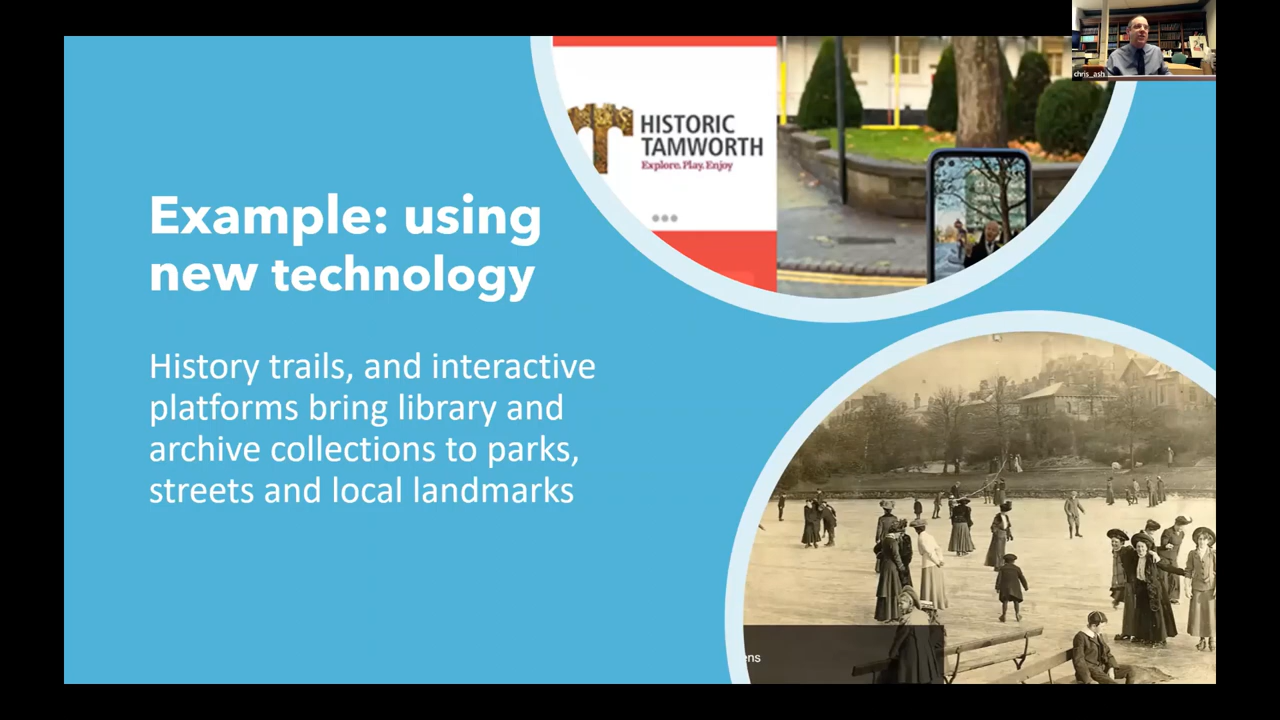 chris_ash
HISTORIC
TAMWORTH
Explore. Play. Enjoy
Example: using
new technology
History trails, and interactive
platforms bring library and
archive collections to parks,
streets and local landmarks
ens